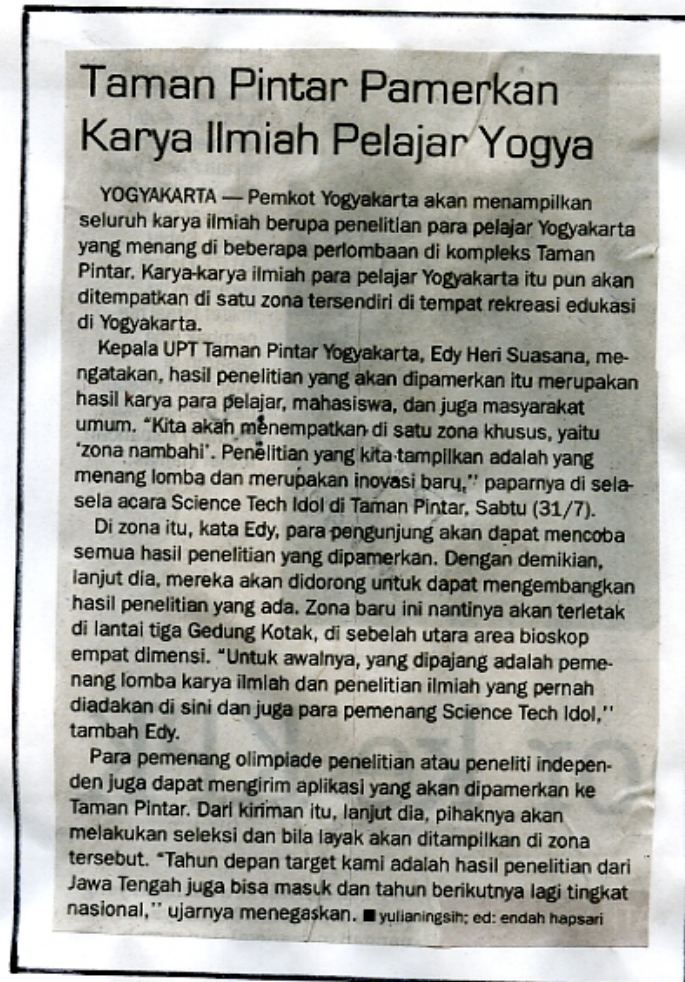 Taman Pintar Pamerkan
Karya Ilmiah Pelajar Yogya
YOGYAKARTA — Pemkot Yogyakarta akan menampilkan
seluruh karya ilmiah berupa penelitian para pelajar Yogyakarta
yang menang di beberapa perlombaan di kompleks Taman
Pintar. Karya-karya ilmiah para pelajar Yogyakarta itu pun akan
ditempatkan di satu zona tersendiri di tempat rekreasi edukasi
di Yogyakarta.
Kepala UPT Taman Pintar Yogyakarta, Edy Heri Suasana, me-
ngatakan, hasil penelitian yang akan dipamerkan itu merupakan
hasil karya para pelajar, mahasiswa, dan juga masyarakat
umum. "Kita akan menempatkan di satu zona khusus, yaitu
'zona nambahi'. Penelitian yang kita tampilkan adalah yang
menang lomba dan merupakan inovasi baru,'' paparnya di sela-
sela acara Science Tech Idol di Taman Pintar, Sabtu (31/7).
Di zona itu, kata Edy, para pengunjung akan dapat mencoba
semua hasil penelitian yang dipamerkan. Dengan demikian,
lanjut dia, mereka akan didorong untuk dapat mengembangkan
hasil penelitian yang ada. Zona baru ini nantinya akan terletak
di lantai tiga Gedung Kotak, di sebelah utara area bioskop
empat dimensi. "Untuk awalnya, yang dipajang adalah peme-
nang lomba karya ilmiah dan penelitian ilmiah yang pernah
diadakan di sini dan juga para pemenang Science Tech Idol,''
tambah Edy.
Para pemenang olimpiade penelitian atau peneliti indepen-
den juga dapat mengirim aplikasi yang akan dipamerkan ke
Taman Pintar. Dari kiriman itu, lanjut dia, pihaknya akan
melakukan seleksi dan bila layak akan ditampilkan di zona
tersebut. "Tahun depan target kami adalah hasil penelitian dari
Jawa Tengah juga bisa masuk dan tahun berikutnya lagi tingkat
nasional,'' ujarnya menegaskan. ■ yulianingsih; ed: endah hapsari